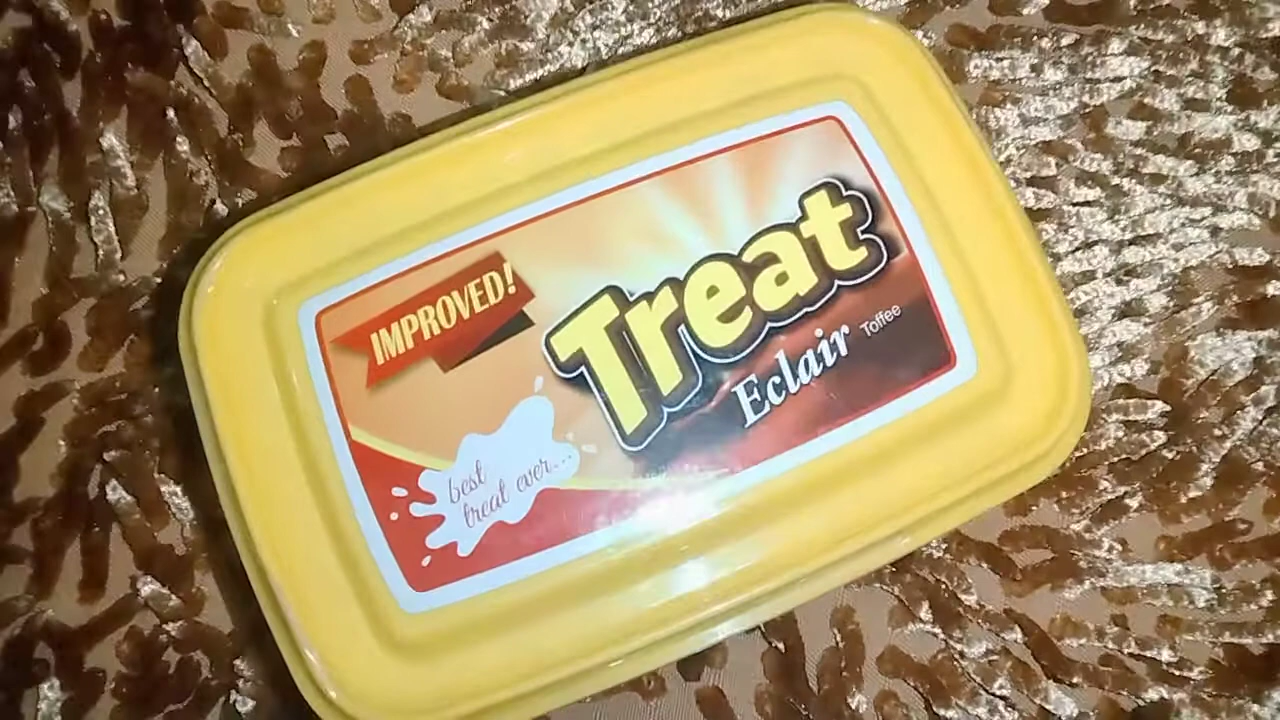 IMPROVED!
Treat
Eclair Toffee
best
treat ever...